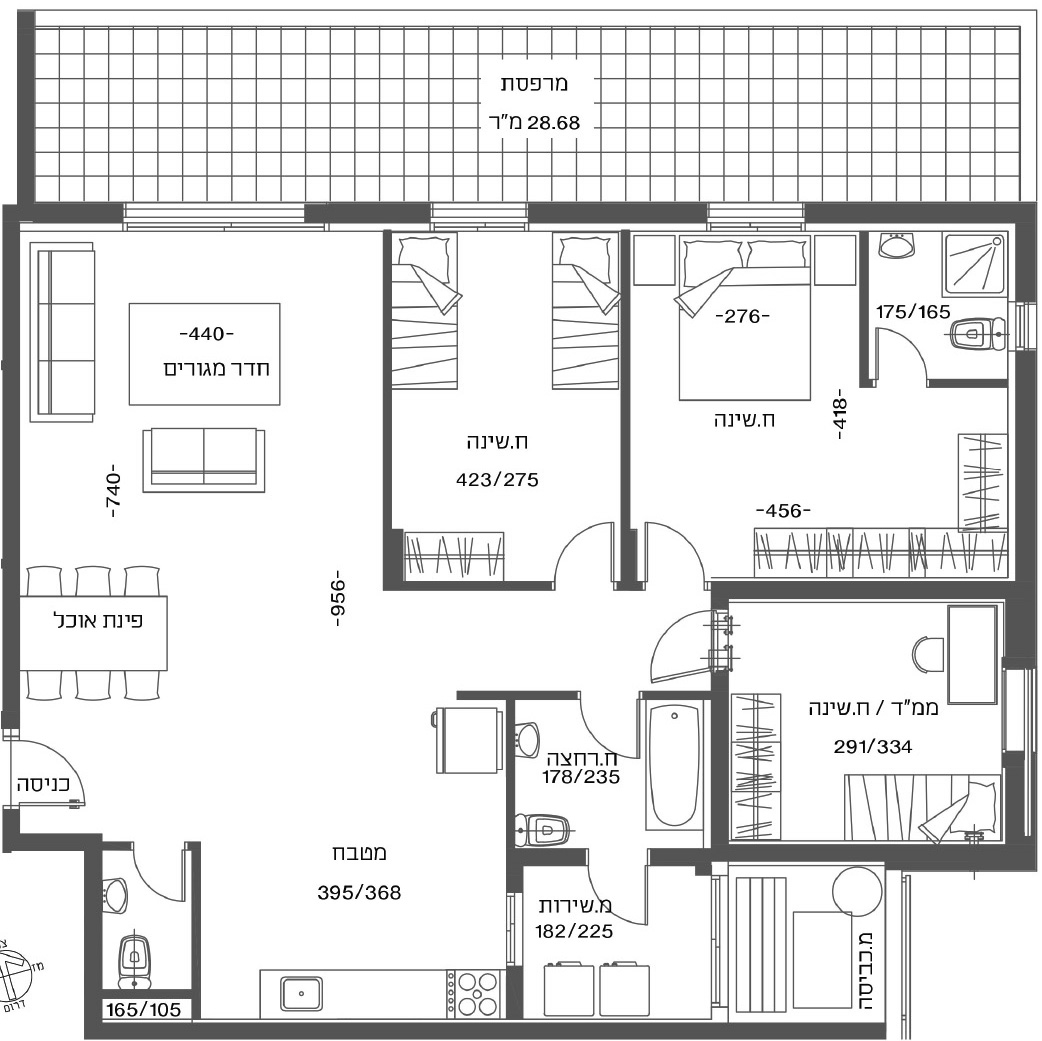 מרפסת
28.68 מ"ר
-440-
חדר מגורים
-276-
175/165
ח.שינה
-418-
ח.שינה
423/275
-740-
-456-
-956-
פינת אוכל
ממ"ד / ח.שינה
291/334
ח.רחצה
178/235
כניסה
מטבח
395/368
מ.שירות
182/225
מ.כביסה
מז
דרום
165/105